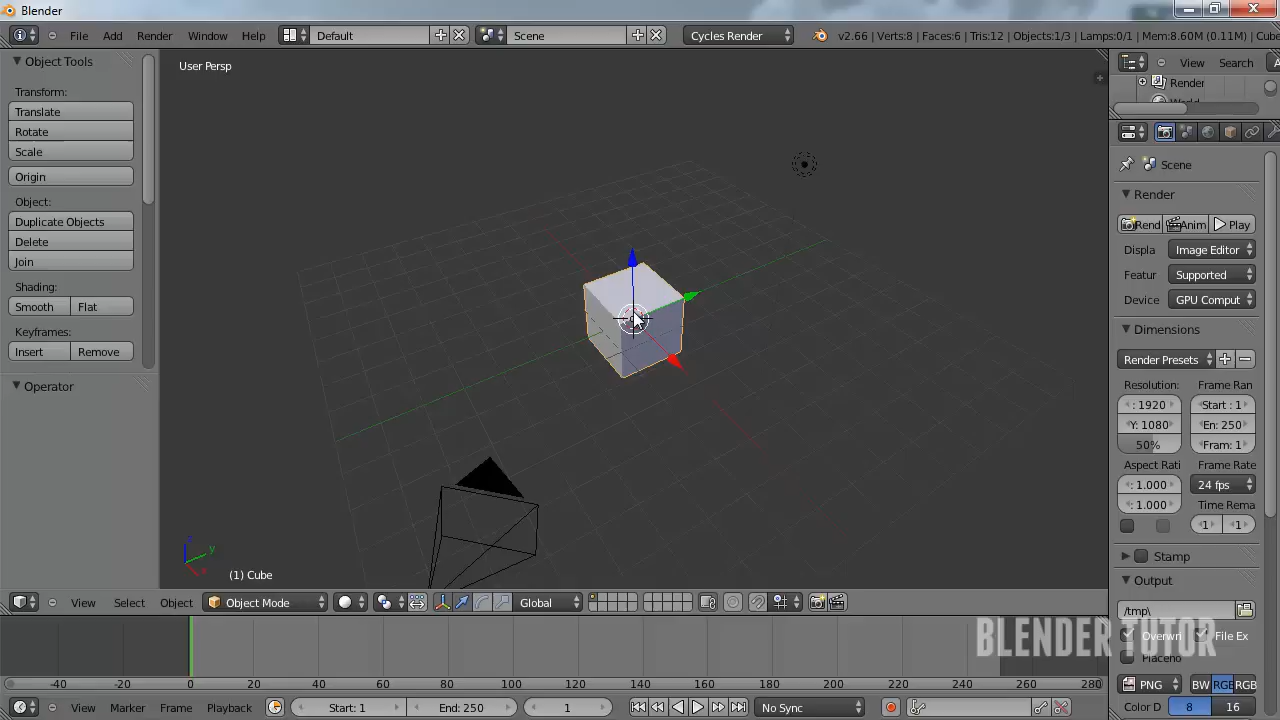 Blender
File Add Render Window Help Default Scene Cycles Render v2.66 | Verts:8 | Faces:6 | Tris:12 | Objects:1/3 | Lamps:0/1 | Mem:8.60M (0.11M) | Cube
Object Tools
Transform:
Translate
Rotate
Scale
Origin
Object:
Duplicate Objects
Delete
Join
Shading:
Smooth Flat
Keyframes:
Insert Remove
Operator
User Persp
z
y
x
(1) Cube
View Select Object Object Mode Global
-40 -20 0 20 40 60 80 100 120 140 160 180 200 220 240 260 280
View Marker Frame Playback Start: 1 End: 250 1 No Sync
View Search
Render
Scene
Render
Rend Anim Play
Displa Image Editor
Featur Supported
Device GPU Comput
Dimensions
Render Presets
Resolution: Frame Ran
: 1920 Start : 1
Y: 1080 En: 250
50% Fram: 1
Aspect Rati Frame Rate
: 1.000 24 fps
: 1.000 Time Rema
1 1
Stamp
Output
/tmp\
Overwri File Ex
Placeho
PNG BW RGB RGB
Color D 8 16
BLENDER TUTOR